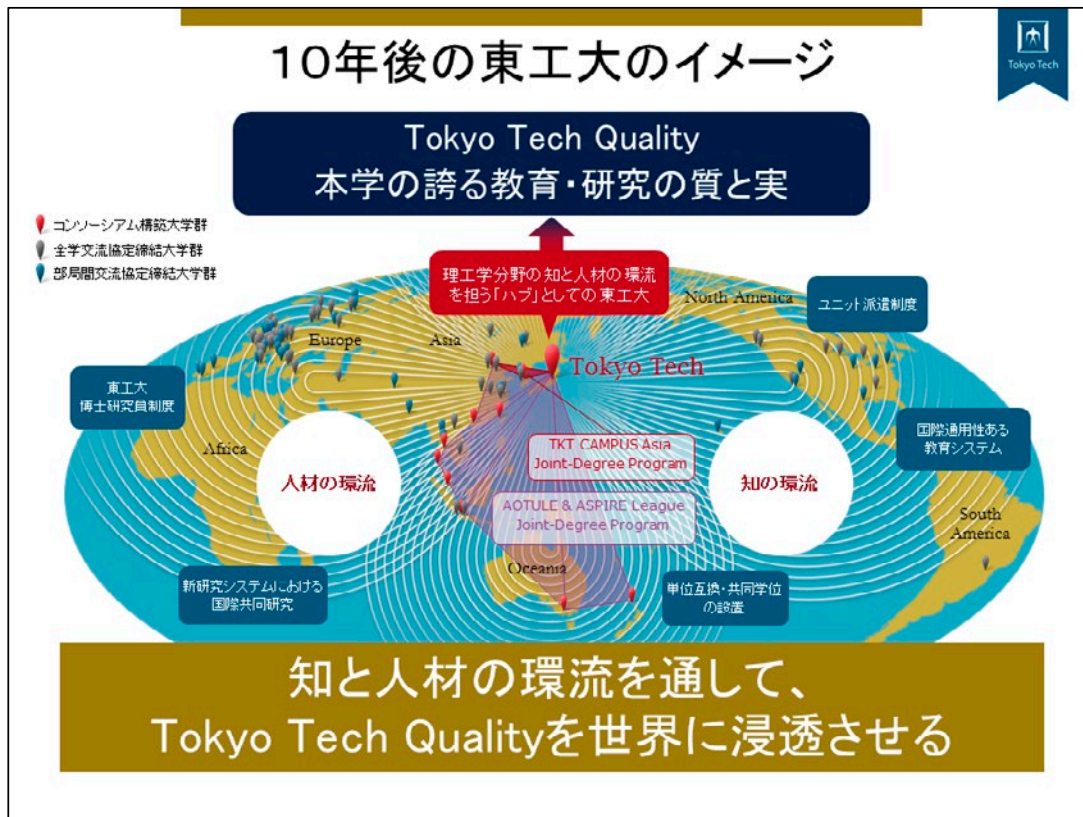 10年後の東工大のイメージ
Tokyo Tech
Tokyo Tech Quality
本学の誇る教育・研究の質と実
コンソーシアム構築大学群
全学交流協定締結大学群
部局間交流協定締結大学群
理工学分野の知と人材の環流
を担う「ハブ」としての東工大
North America
ユニット派遣制度
Europe
Asia
Tokyo Tech
東工大
博士研究員制度
Africa
人材の環流
TKT CAMPUS Asia
Joint-Degree Program
AOTULE & ASPIRE League
Joint-Degree Program
知の環流
国際通用性ある
教育システム
South
America
Oceania
新研究システムにおける
国際共同研究
単位互換・共同学位
の設置
知と人材の環流を通して、
Tokyo Tech Qualityを世界に浸透させる